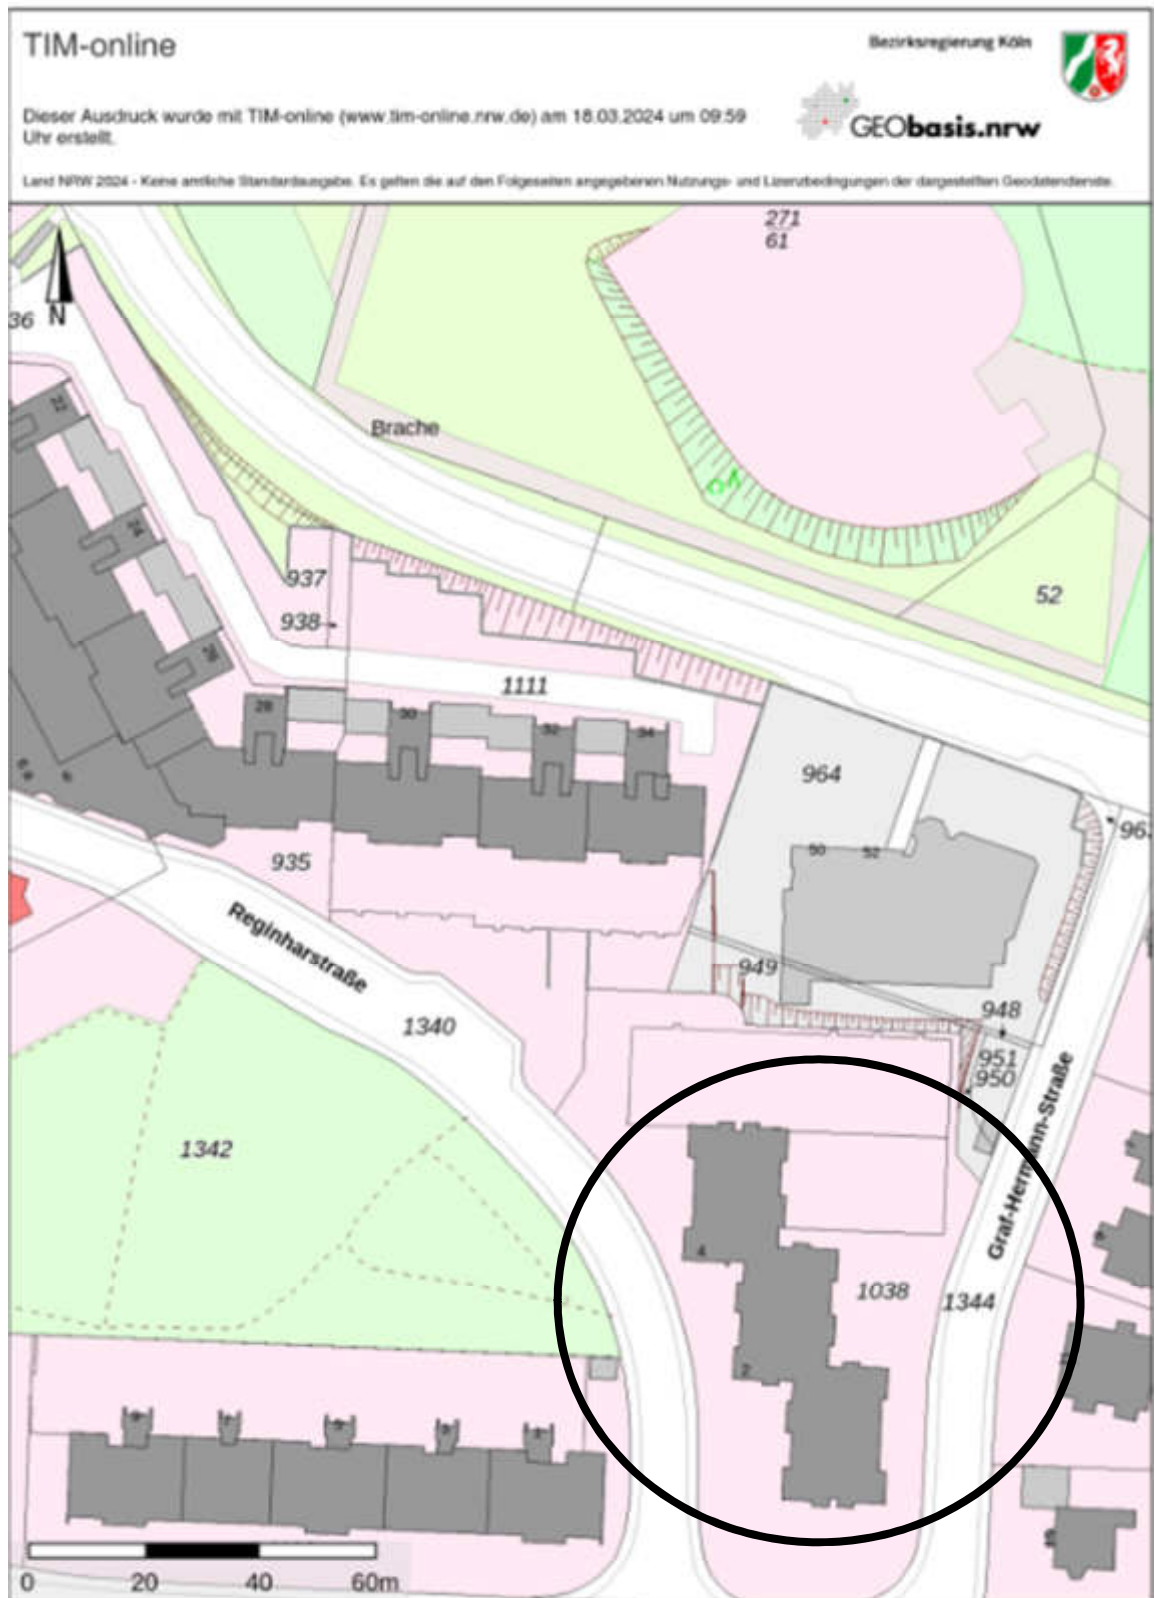 TIM-online
Bezirksregierung Köln
Dieser Ausdruck wurde mit TIM-online (www.tim-online.nrw.de) am 18.03.2024 um 09:59
Uhr erstellt.
GEObasis.nrw
Land NRW 2024 - Keine amtliche Standardausgabe. Es gelten die auf den Folgeseiten angegebenen Nutzungs- und Lizenzbedingungen der dargestellten Geodatendienste.
271
61
36
N
22
Brache
24
937
52
938
26
1111
28
30
32
34
964
50
52
96
935
Reginharstraße
949
948
1340
951
950
Graf-Hermann-Straße
1342
4
1038
1344
2
0
20
40
60m